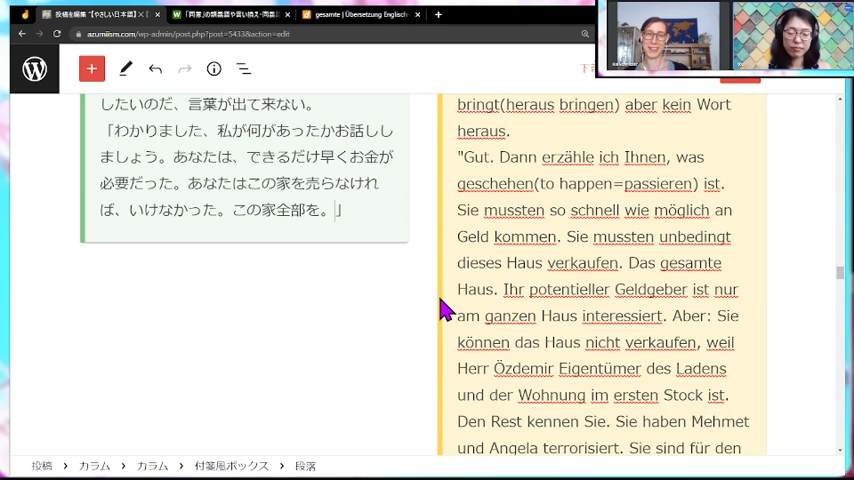 投稿を編集 "【やさしい日本語】
「同意」の類義語や言い換え・同義語
gesamte | Übersetzung Englisch
azumiism.com/wp-admin/post.php?post=5433&action=edit
したいのだ、言葉が出て来ない。
「わかりました、私が何があったかお話しし
ましょう。あなたは、できるだけ早くお金が
必要だった。あなたはこの家を売らなけれ
ば、いけなかった。この家全部を。」
bringt(heraus bringen) aber kein Wort
heraus.
"Gut. Dann erzähle ich Ihnen, was
geschehen(to happen=passieren) ist.
Sie mussten so schnell wie möglich an
Geld kommen. Sie mussten unbedingt
dieses Haus verkaufen. Das gesamte
Haus. Ihr potentieller Geldgeber ist nur
am ganzen Haus interessiert. Aber: Sie
können das Haus nicht verkaufen, weil
Herr Özdemir Eigentümer des Ladens
und der Wohnung im ersten Stock ist.
Den Rest kennen Sie. Sie haben Mehmet
und Angela terrorisiert. Sie sind für den
投稿 > カラム > カラム > 付箋風ボックス > 段落